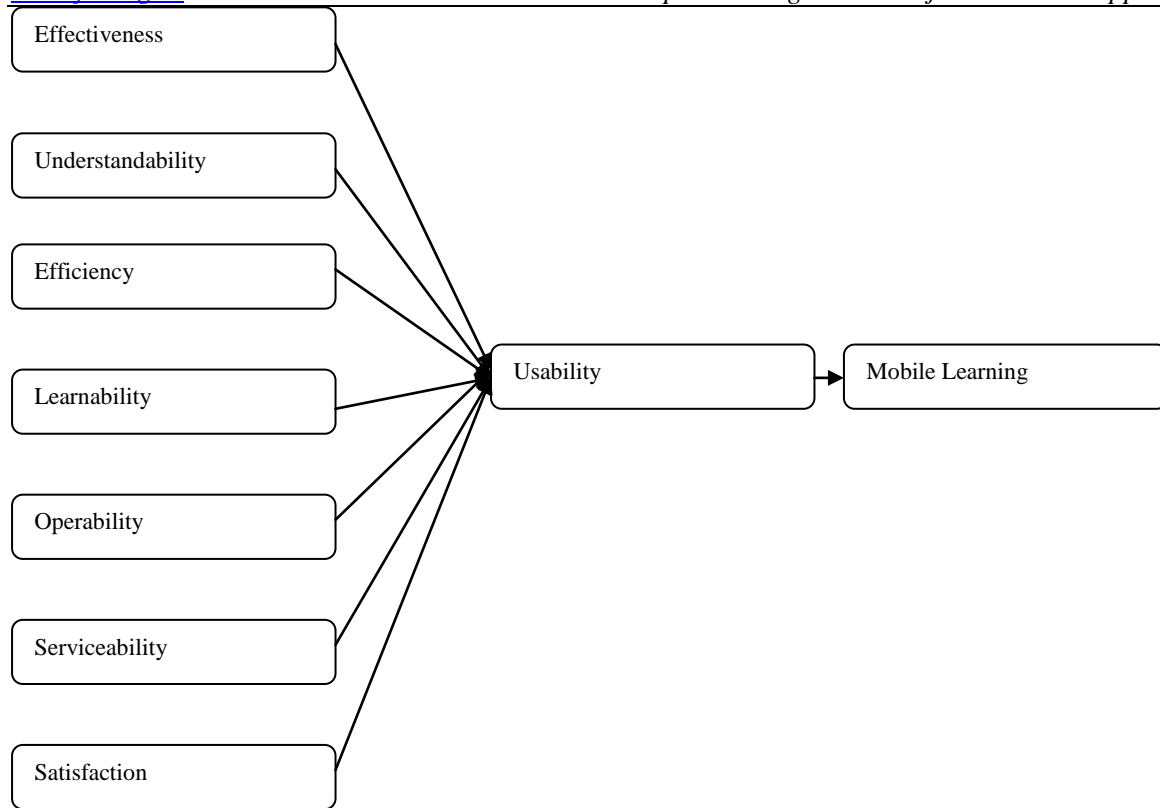 Effectiveness
Understandability
Efficiency
Usability
Mobile Learning
Learnability
Operability
Serviceability
Satisfaction